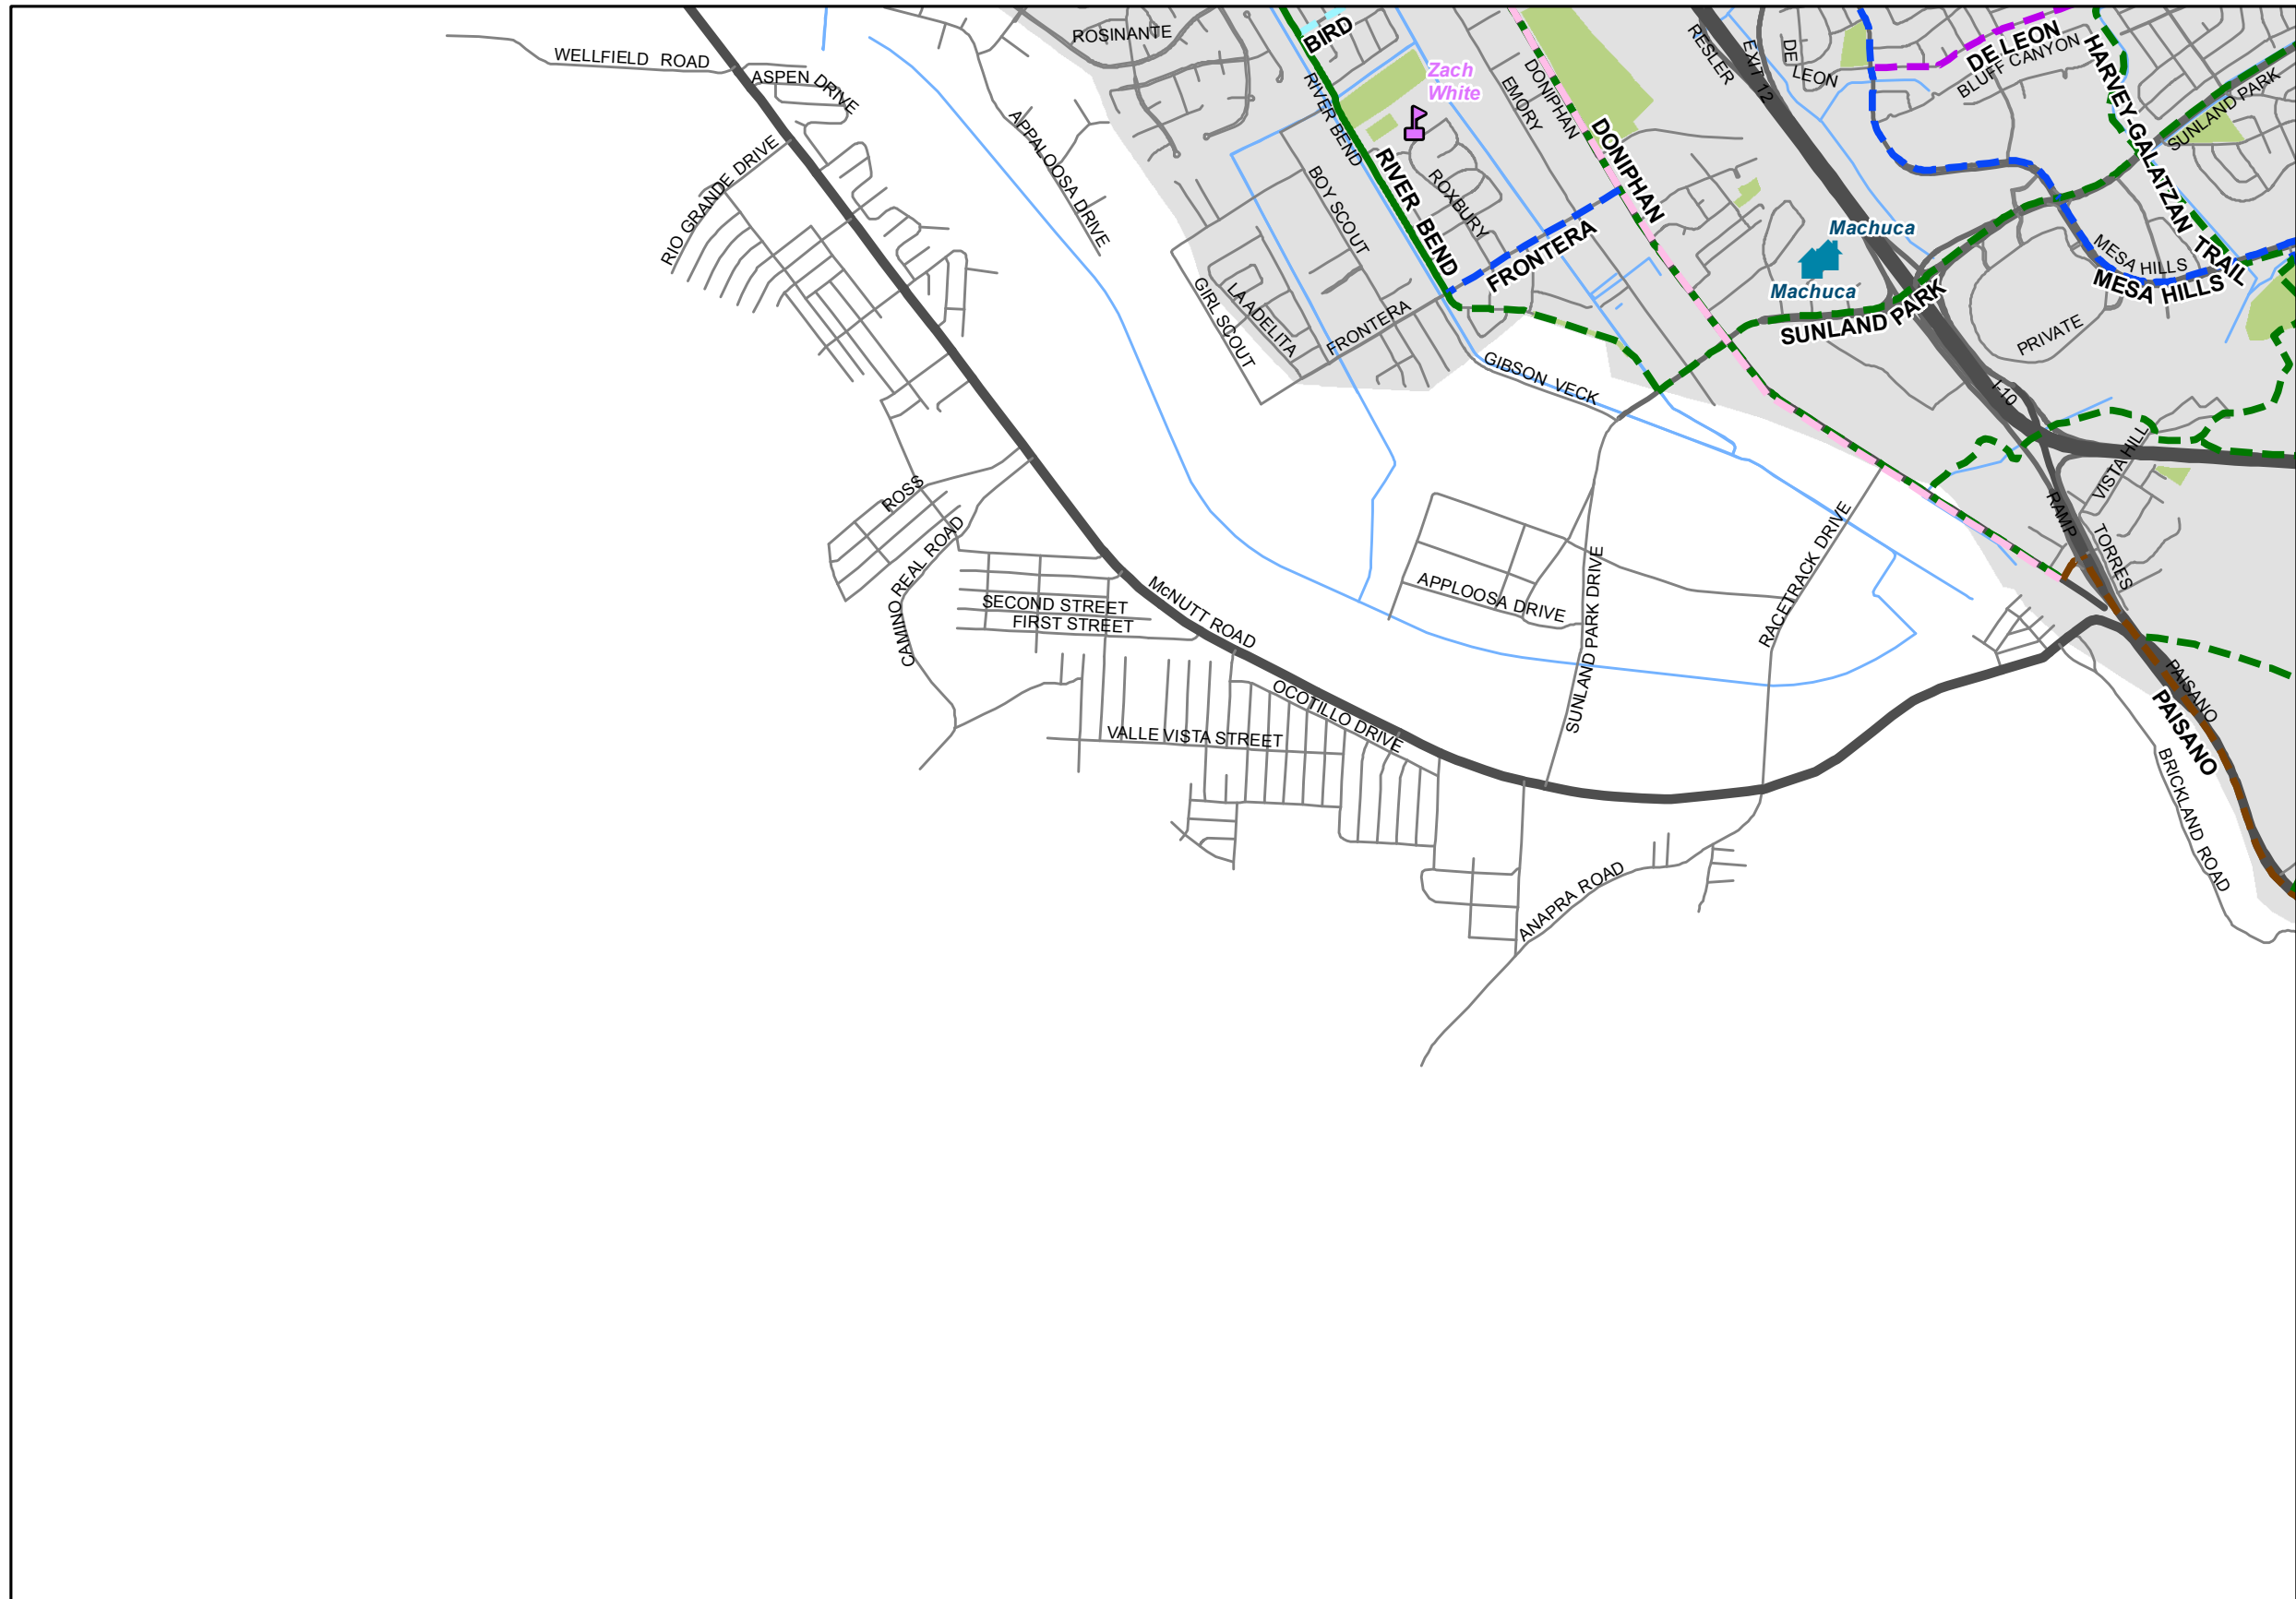 ROSINANTE
BIRD
RESLER
EXIT 12
DE LEON
DE LEON
BLUFF CANYON
HARVEY-GALATZAN TRAIL
SUNLAND PARK
WELLFIELD ROAD
ASPEN DRIVE
APPALOOSA DRIVE
RIVER BEND
Zach
White
EMORY
DONIPHAN
DONIPHAN
RIO GRANDE DRIVE
BOY SCOUT
RIVER BEND
ROXBURY
FRONTERA
Machuca
Machuca
MESA HILLS
MESA HILLS
GIRL SCOUT
LA ADELITA
FRONTERA
SUNLAND PARK
PRIVATE
GIBSON VECK
I-10
VISTA HILL
ROSS
CAMINO REAL ROAD
RAMP
TORRES
RACETRACK DRIVE
SECOND STREET
FIRST STREET
McNUTT ROAD
APPLOOSA DRIVE
SUNLAND PARK DRIVE
OCOTILLO DRIVE
VALLE VISTA STREET
PAISANO
PAISANO
BRICKLAND ROAD
ANAPRA ROAD